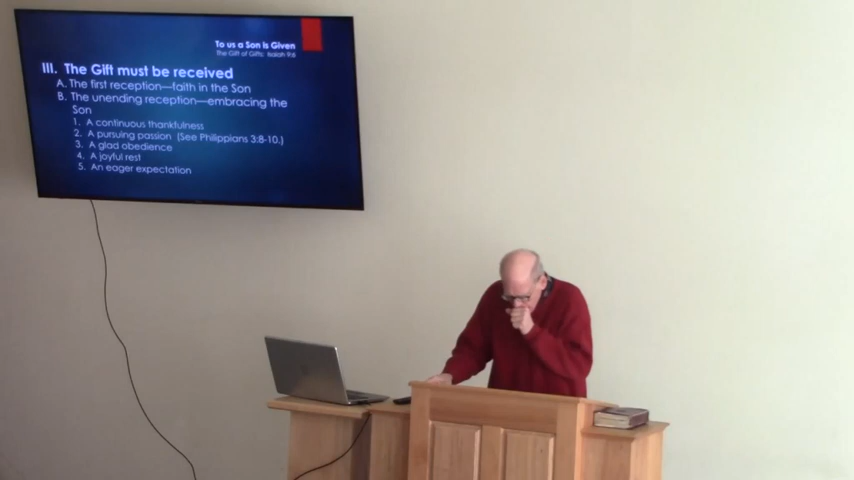 To us a Son is Given
The Gift of Gifts: Isaiah 9:6
III. The Gift must be received
A. The first reception—faith in the Son
B. The unending reception—embracing the
Son
1. A continuous thankfulness
2. A pursuing passion (See Philippians 3:8-10.)
3. A glad obedience
4. A joyful rest
5. An eager expectation